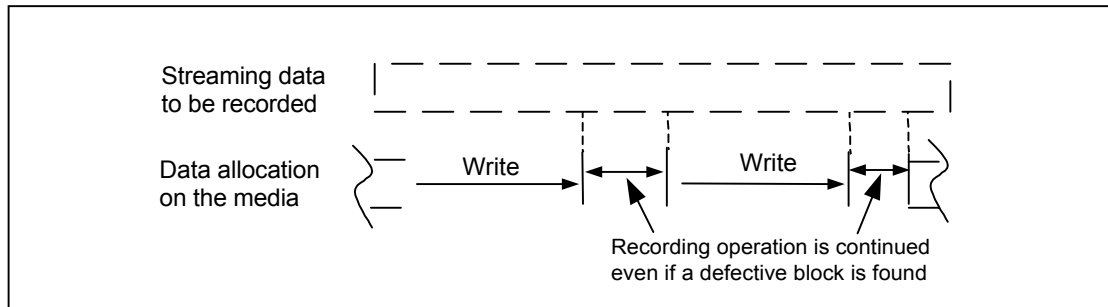 Streaming data
to be recorded
Data allocation
on the media
Write
Write
Recording operation is continued
even if a defective block is found